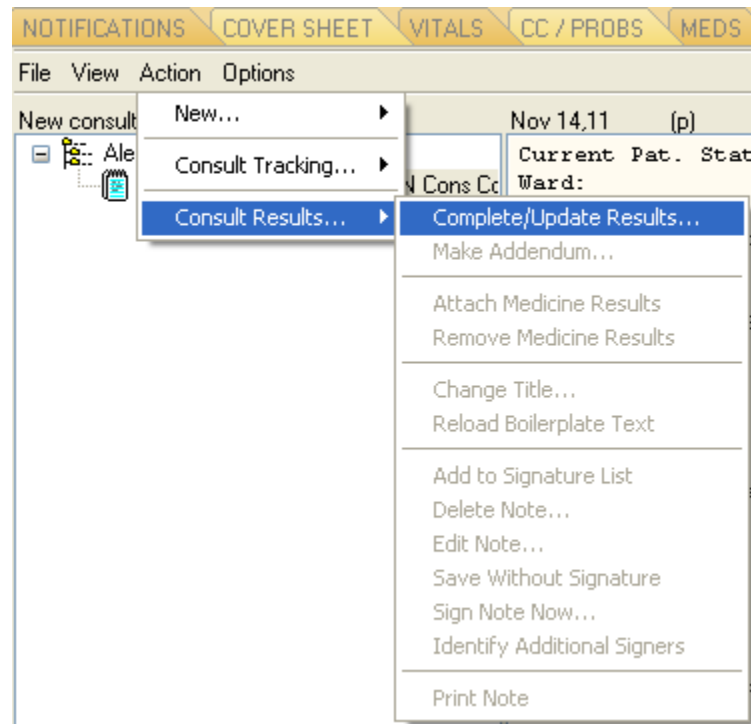 NOTIFICATIONS COVER SHEET VITALS CC / PROBS MEDS
File View Action Options
New consult
Nov 14,11 (p)
New...
Ale
Current Pat. Stat
Consult Tracking...
N Cons Co
Ward:
Consult Results...
Complete/Update Results...
Make Addendum...
Attach Medicine Results
Remove Medicine Results
Change Title...
Reload Boilerplate Text
Add to Signature List
Delete Note...
Edit Note...
Save Without Signature
Sign Note Now...
Identify Additional Signers
Print Note